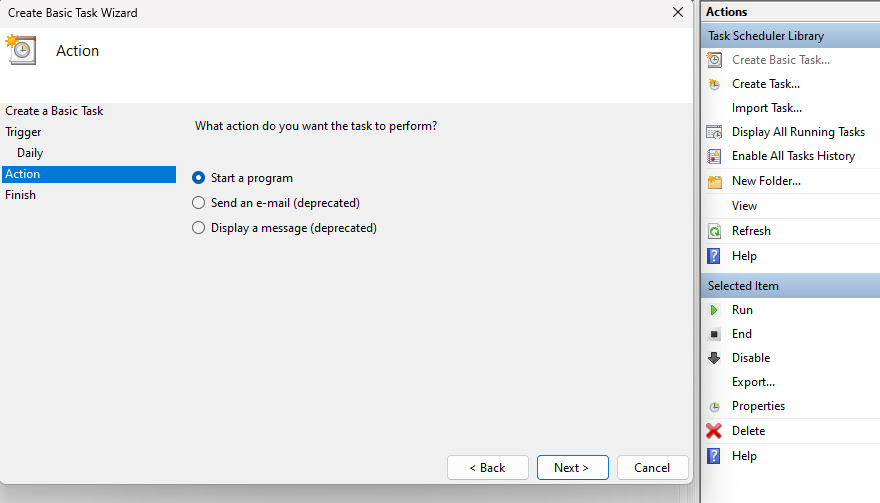 Create Basic Task Wizard
Action
Create a Basic Task
Trigger
Daily
Action
Finish
What action do you want the task to perform?
Start a program
Send an e-mail (deprecated)
Display a message (deprecated)
< Back
Next >
Cancel
Actions
Task Scheduler Library
Create Basic Task...
Create Task...
Import Task...
Display All Running Tasks
Enable All Tasks History
New Folder...
View
Refresh
Help
Selected Item
Run
End
Disable
Export...
Properties
Delete
Help